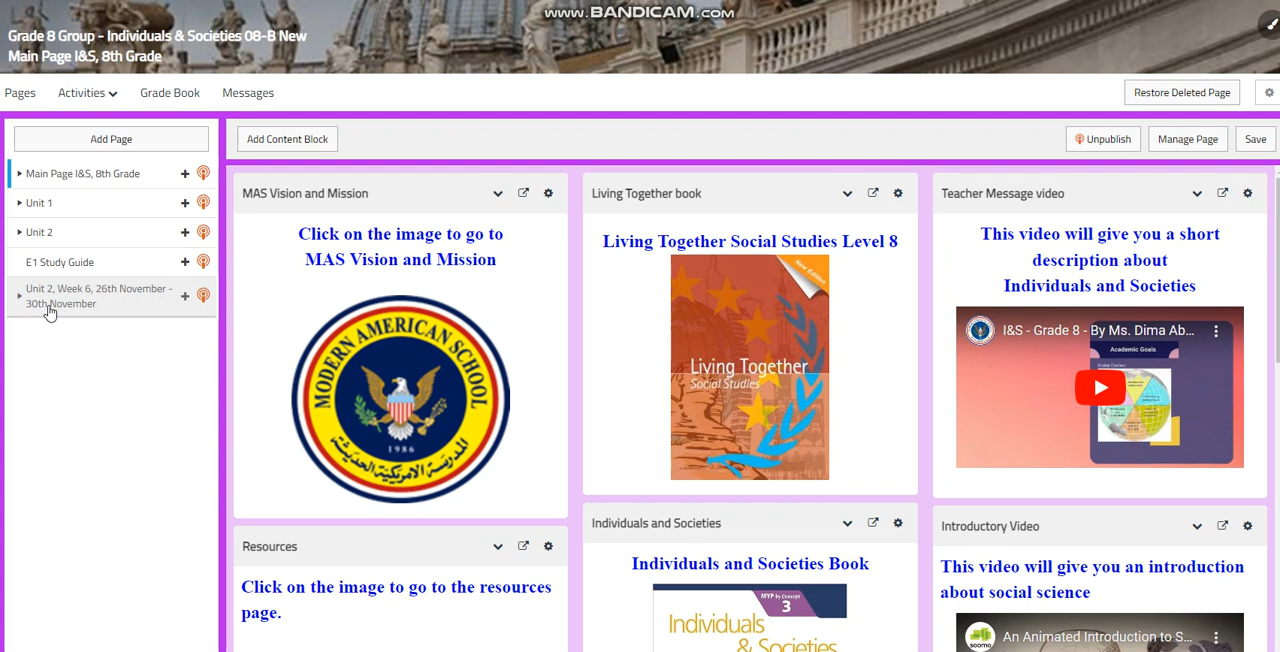 www.BANDICAM.com
Grade 8 Group - Individuals & Societies 08-B New
Main Page I&S, 8th Grade
Pages
Activities
Grade Book
Messages
Restore Deleted Page
Add Page
Add Content Block
Unpublish
Manage Page
Save
Main Page I&S, 8th Grade
Unit 1
Unit 2
E1 Study Guide
Unit 2, Week 6, 26th November -
30th November
MAS Vision and Mission
Click on the image to go to
MAS Vision and Mission
MODERN AMERICAN SCHOOL
1986
المدرسة الامريكية الحديثة
Resources
Click on the image to go to the resources
page.
Living Together book
Living Together Social Studies Level 8
New Edition
Living Together
Social Studies
Individuals and Societies
Individuals and Societies Book
MYP by Concept
3
Individuals
& Societies
Teacher Message video
This video will give you a short
description about
Individuals and Societies
I&S - Grade 8 - By Ms. Dima Ab...
Academic Goals
Introductory Video
This video will give you an introduction
about social science
An Animated Introduction to S...
soomo